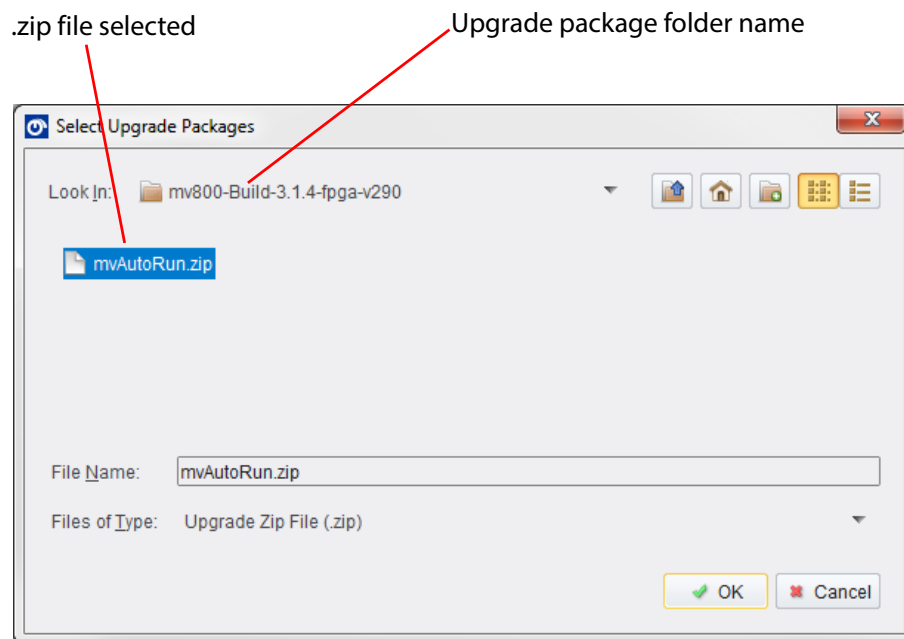 .zip file selected
Upgrade package folder name
Select Upgrade Packages
Look In: mv800-Build-3.1.4-fpga-v290
mvAutoRun.zip
File Name: mvAutoRun.zip
Files of Type: Upgrade Zip File (.zip)
OK Cancel